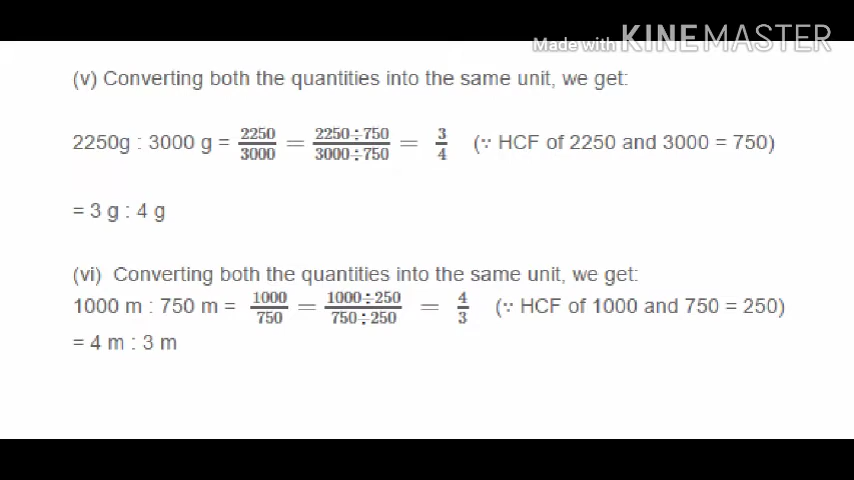 Made with KINEMASTER
(v) Converting both the quantities into the same unit, we get:
2250g : 3000 g = 2250/3000 = 2250÷750/3000÷750 = 3/4 (∵ HCF of 2250 and 3000 = 750)
= 3 g : 4 g
(vi) Converting both the quantities into the same unit, we get:
1000 m : 750 m = 1000/750 = 1000÷250/750÷250 = 4/3 (∵ HCF of 1000 and 750 = 250)
= 4 m : 3 m